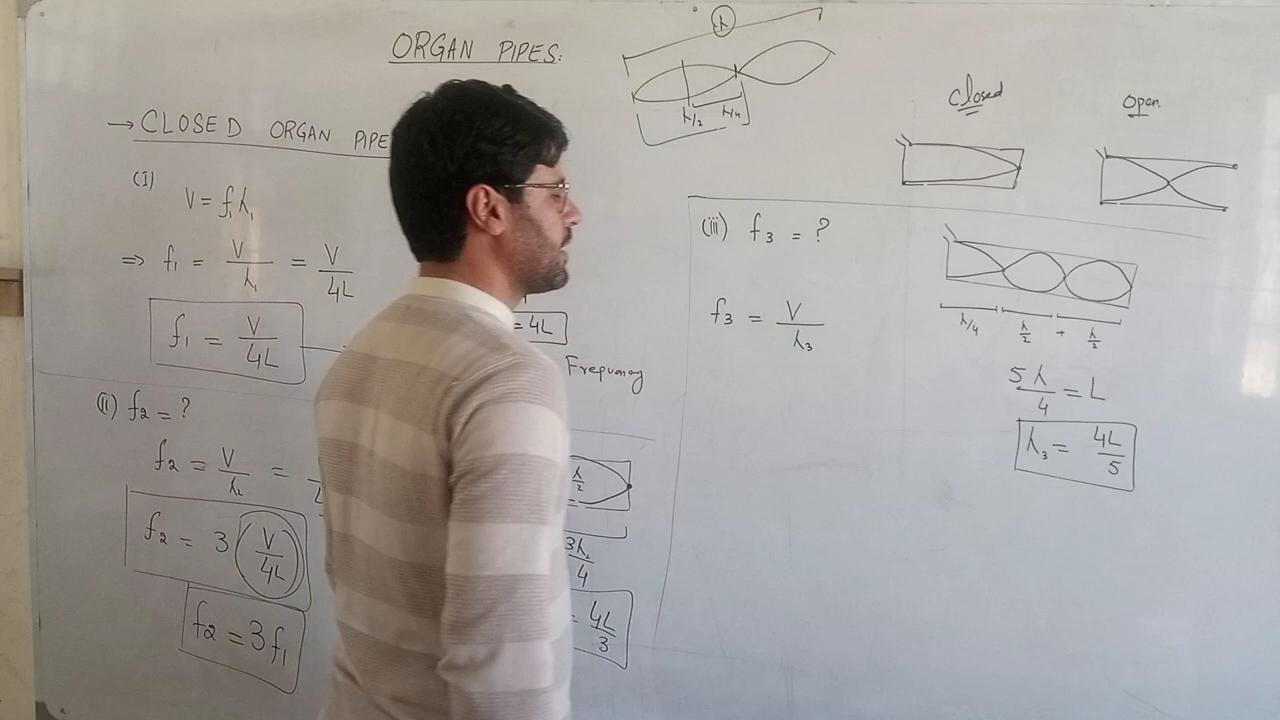 ORGAN PIPES:
λ
λ/2 λ/4
Closed
Open
→ CLOSED ORGAN PIPE
(I)
V = f₁λ₁
⇒ f₁ = V/λ₁ = V/4L
f₁ = V/4L
= 4L
Frequency
(ii) f₂ = ?
f₂ = V/λ₂ =
f₂ = 3 V/4L
f₂ = 3f₁
λ/2
3λ₂/4
= 4L/3
(iii) f₃ = ?
f₃ = V/λ₃
λ/4 λ/2 + λ/2
5λ/4 = L
λ₃ = 4L/5